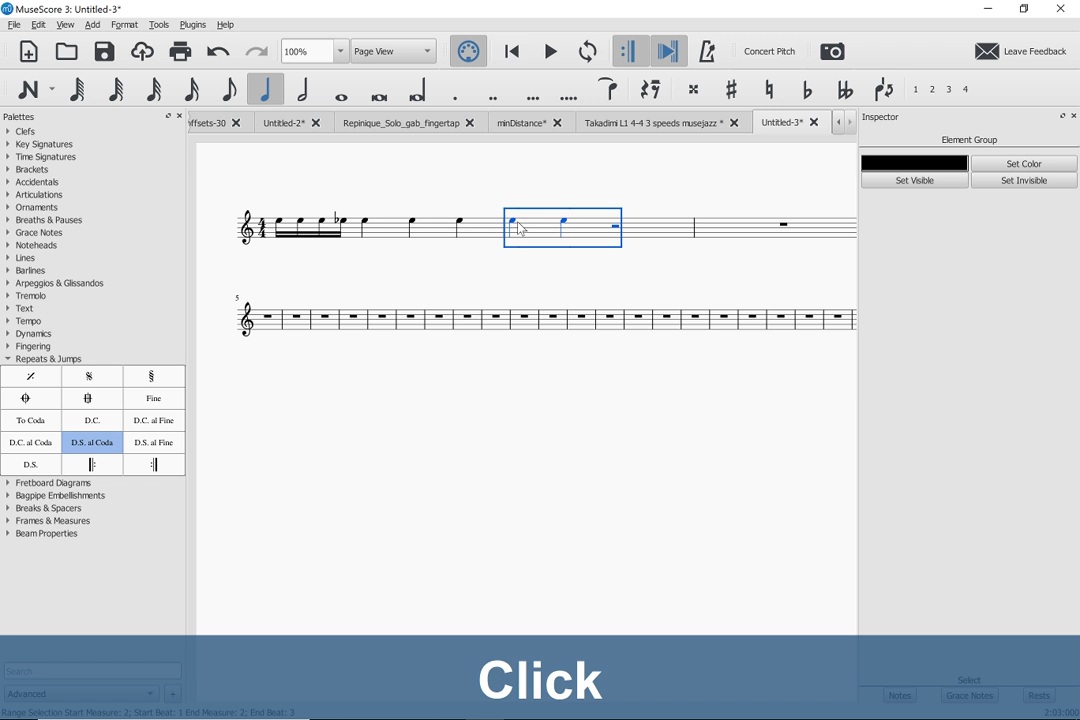 MuseScore 3: Untitled-3*
File Edit View Add Format Tools Plugins Help
100% Page View Concert Pitch Leave Feedback
1 2 3 4
Palettes
ffsets-30 Untitled-2* Repinique_Solo_gab_fingertap minDistance* Takadimi L1 4-4 3 speeds musejazz * Untitled-3*
Inspector
Element Group
Set Color
Set Visible Set Invisible
Clefs
Key Signatures
Time Signatures
Brackets
Accidentals
Articulations
Ornaments
Breaths & Pauses
Grace Notes
Noteheads
Lines
Barlines
Arpeggios & Glissandos
Tremolo
Text
Tempo
Dynamics
Fingering
Repeats & Jumps
Fine
To Coda D.C. D.C. al Fine
D.C. al Coda D.S. al Coda D.S. al Fine
D.S.
Fretboard Diagrams
Bagpipe Embellishments
Breaks & Spacers
Frames & Measures
Beam Properties
5
Click
Search
Advanced +
Select
Notes Grace Notes Rests
Range Selection Start Measure: 2; Start Beat: 1 End Measure: 2; End Beat: 3
2:03:000